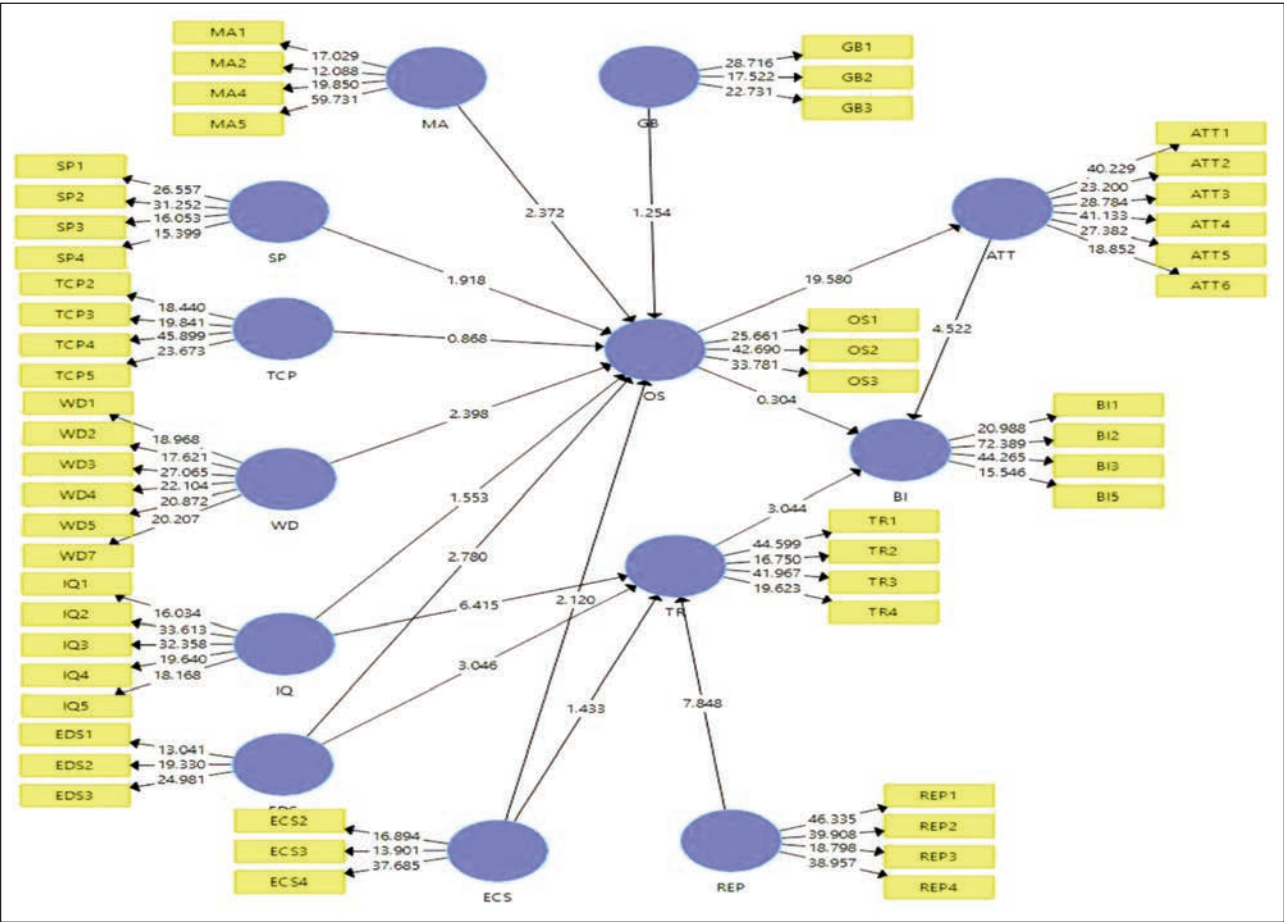 MA1
MA2
MA4
MA5
17.029
12.088
19.850
59.731
MA
GB1
GB2
GB3
28.716
17.522
22.731
GB
ATT1
ATT2
ATT3
ATT4
ATT5
ATT6
40.229
23.200
28.784
41.133
27.382
18.852
ATT
SP1
SP2
SP3
SP4
26.557
31.252
16.053
15.399
SP
2.372
1.254
1.918
19.580
4.522
TCP2
TCP3
TCP4
TCP5
18.440
19.841
45.899
23.673
TCP
0.868
OS1
OS2
OS3
25.661
42.690
33.781
OS
0.304
WD1
WD2
WD3
WD4
WD5
WD7
18.968
17.621
27.065
22.104
20.872
20.207
WD
2.398
BI1
BI2
BI3
BI5
20.988
72.389
44.265
15.546
BI
1.553
2.780
2.120
3.044
TR1
TR2
TR3
TR4
44.599
16.750
41.967
19.623
TR
IQ1
IQ2
IQ3
IQ4
IQ5
16.034
33.613
32.358
19.640
18.168
IQ
6.415
3.046
1.433
7.848
EDS1
EDS2
EDS3
13.041
19.330
24.981
EDS
ECS2
ECS3
ECS4
16.894
13.901
37.685
ECS
REP1
REP2
REP3
REP4
46.335
39.908
18.798
38.957
REP